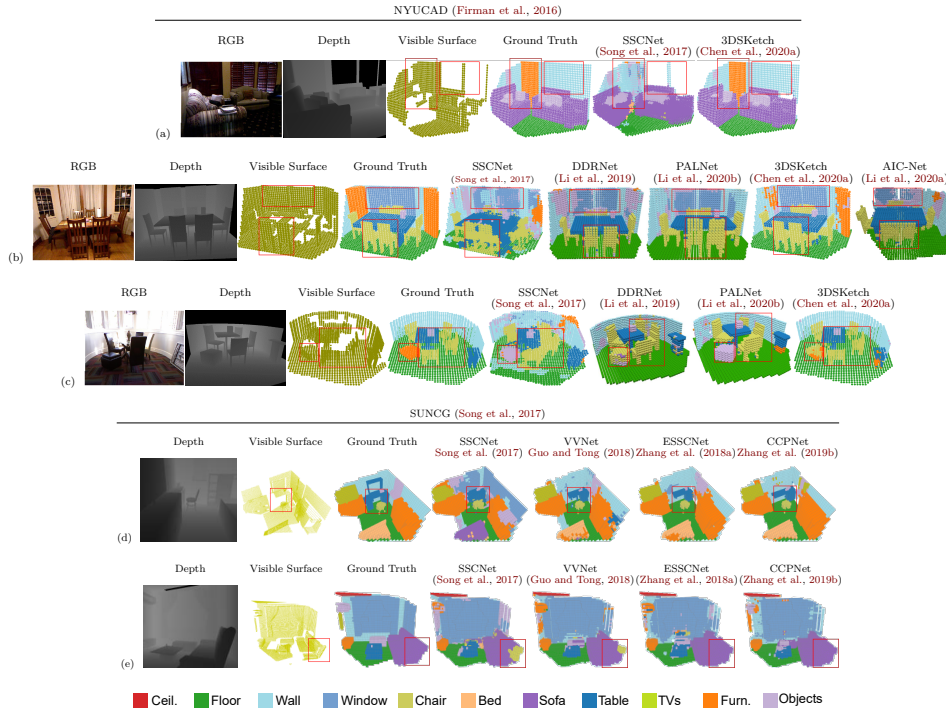 NYUCAD (Firman et al., 2016)
RGB Depth Visible Surface Ground Truth SSCNet 3DSKetch
(Song et al., 2017) (Chen et al., 2020a)
(a)
RGB Depth Visible Surface Ground Truth SSCNet DDRNet PALNet 3DSKetch AIC-Net
(Song et al., 2017) (Li et al., 2019) (Li et al., 2020b) (Chen et al., 2020a) (Li et al., 2020a)
(b)
RGB Depth Visible Surface Ground Truth SSCNet DDRNet PALNet 3DSKetch
(Song et al., 2017) (Li et al., 2019) (Li et al., 2020b) (Chen et al., 2020a)
(c)
SUNCG (Song et al., 2017)
Depth Visible Surface Ground Truth SSCNet VVNet ESSCNet CCPNet
Song et al. (2017) Guo and Tong (2018) Zhang et al. (2018a) Zhang et al. (2019b)
(d)
Depth Visible Surface Ground Truth SSCNet VVNet ESSCNet CCPNet
(Song et al., 2017) (Guo and Tong, 2018) (Zhang et al., 2018a) (Zhang et al., 2019b)
(e)
Ceil. Floor Wall Window Chair Bed Sofa Table TVs Furn. Objects